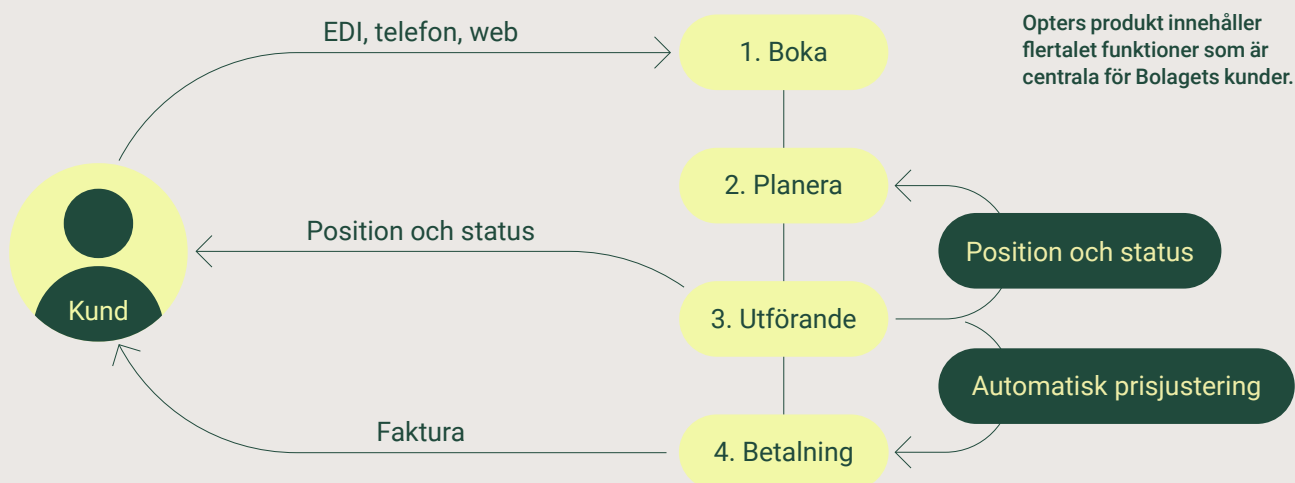 EDI, telefon, web
1. Boka
Opters produkt innehåller
flertalet funktioner som är
centrala för Bolagets kunder.
2. Planera
Position och status
Position och status
Kund
3. Utförande
Automatisk prisjustering
Faktura
4. Betalning